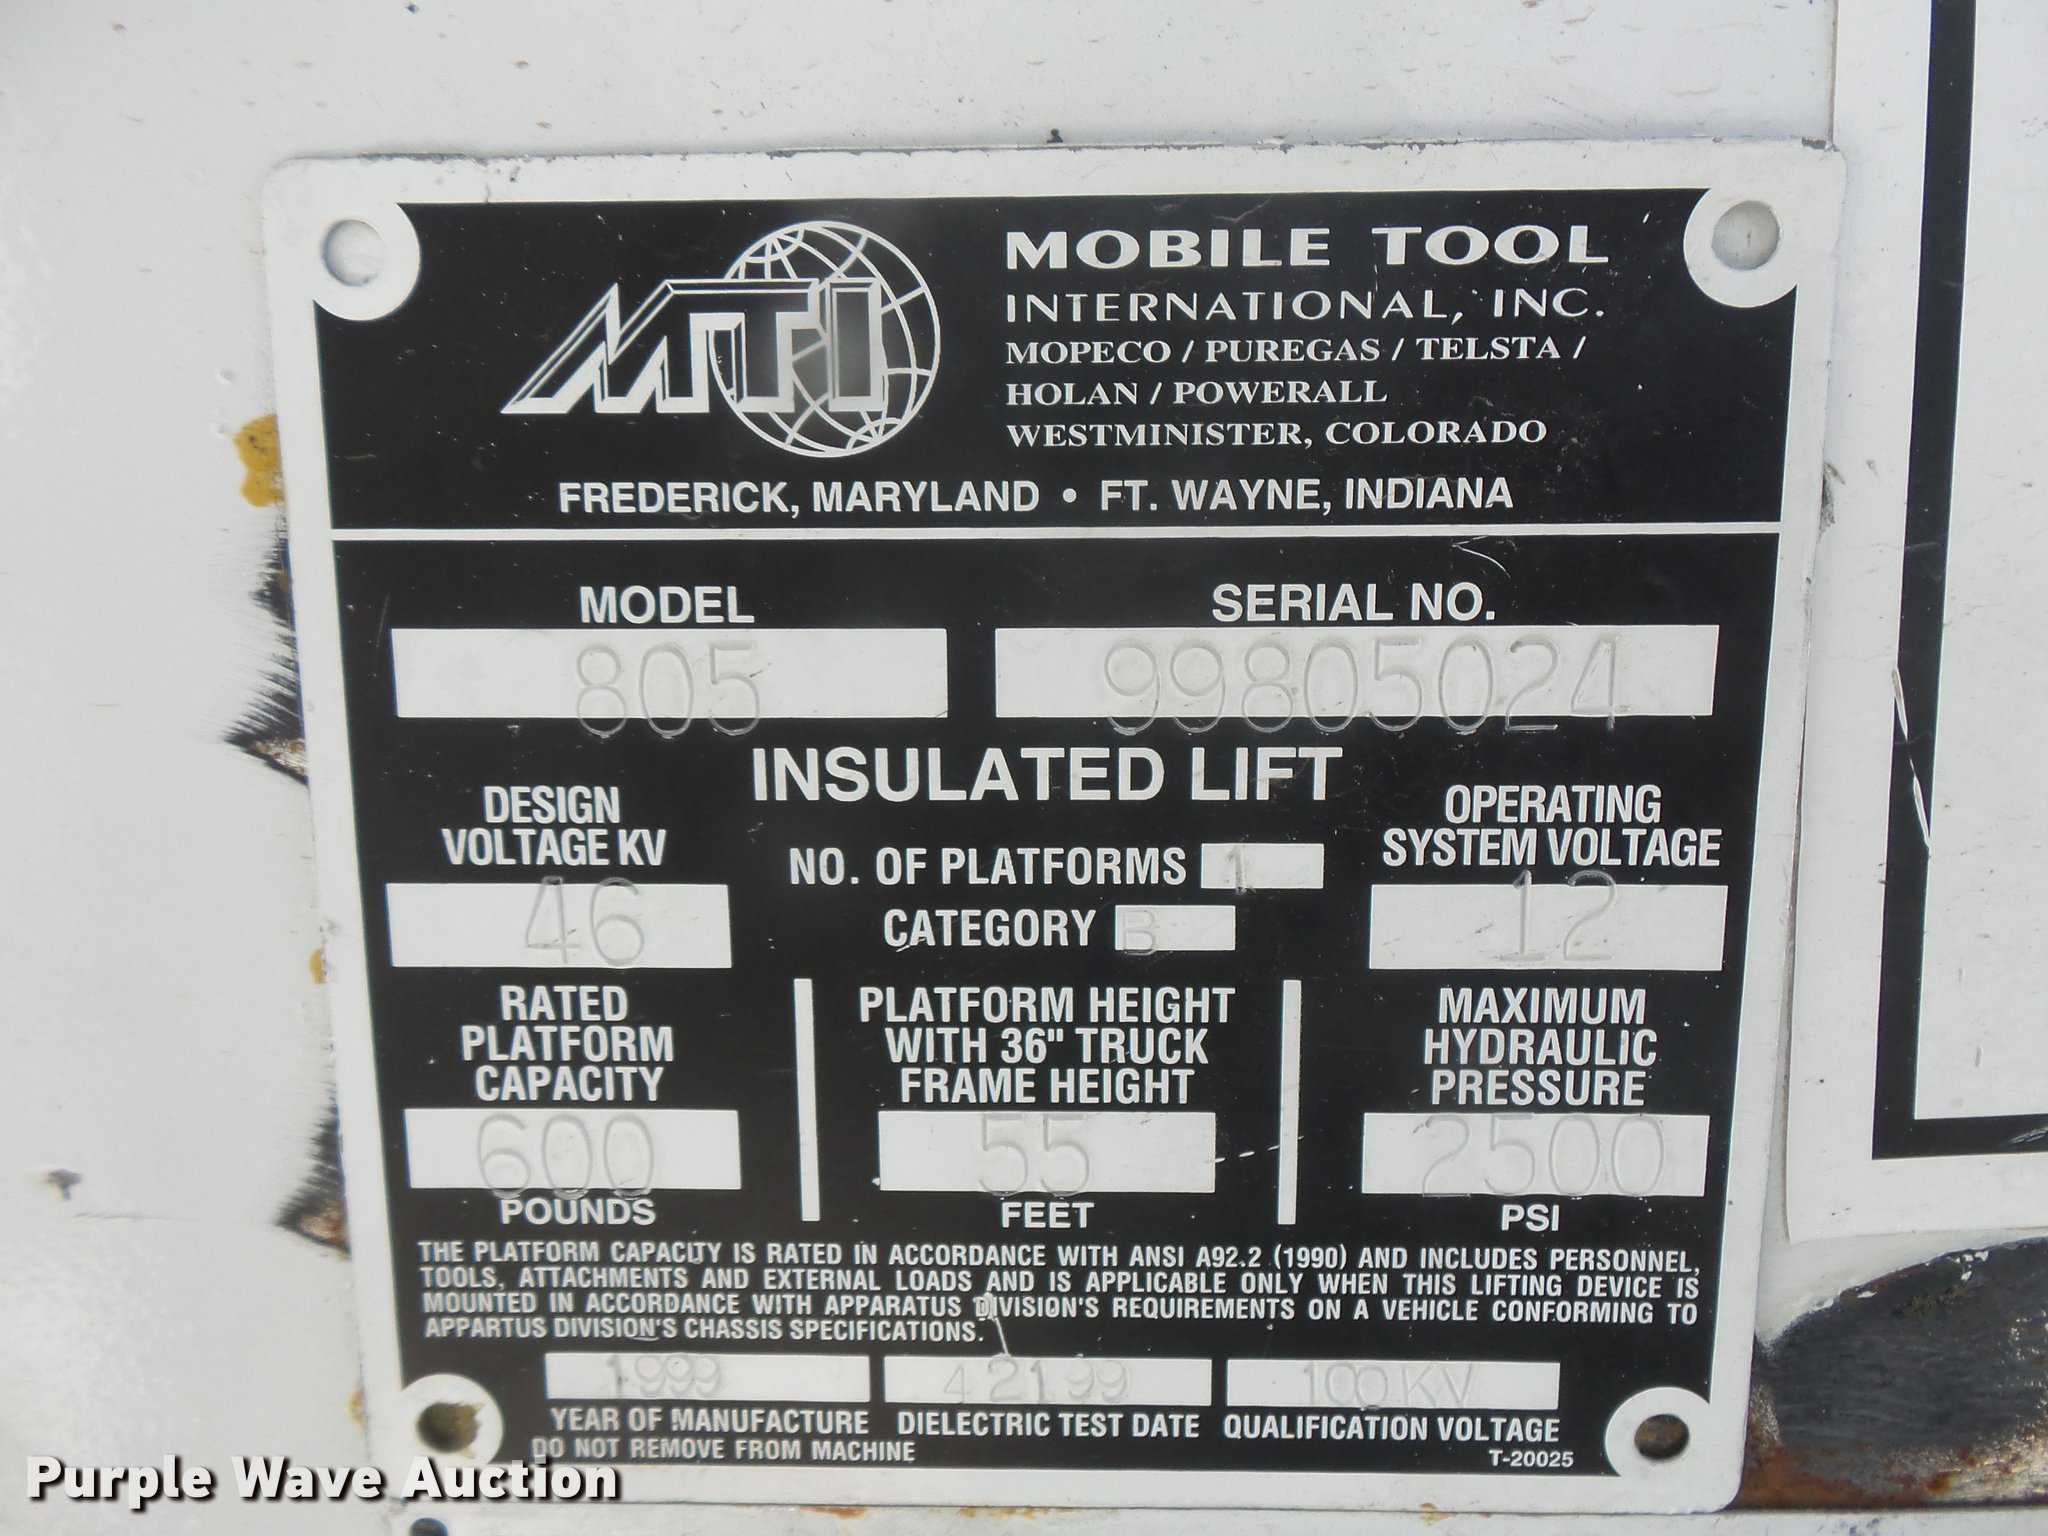 MTI
MOBILE TOOL
INTERNATIONAL, INC.
MOPECO / PUREGAS / TELSTA /
HOLAN / POWERALL
WESTMINISTER, COLORADO
FREDERICK, MARYLAND • FT. WAYNE, INDIANA
MODEL
805
SERIAL NO.
99805024
INSULATED LIFT
DESIGN
VOLTAGE KV
46
NO. OF PLATFORMS 1
CATEGORY B
OPERATING
SYSTEM VOLTAGE
12
RATED
PLATFORM
CAPACITY
600
POUNDS
PLATFORM HEIGHT
WITH 36" TRUCK
FRAME HEIGHT
55
FEET
MAXIMUM
HYDRAULIC
PRESSURE
2500
PSI
THE PLATFORM CAPACITY IS RATED IN ACCORDANCE WITH ANSI A92.2 (1990) AND INCLUDES PERSONNEL,
TOOLS, ATTACHMENTS AND EXTERNAL LOADS AND IS APPLICABLE ONLY WHEN THIS LIFTING DEVICE IS
MOUNTED IN ACCORDANCE WITH APPARATUS DIVISION'S REQUIREMENTS ON A VEHICLE CONFORMING TO
APPARTUS DIVISION'S CHASSIS SPECIFICATIONS.
1999
YEAR OF MANUFACTURE
4 21 99
DIELECTRIC TEST DATE
100 KV
QUALIFICATION VOLTAGE
DO NOT REMOVE FROM MACHINE
T-20025
Purple Wave Auction